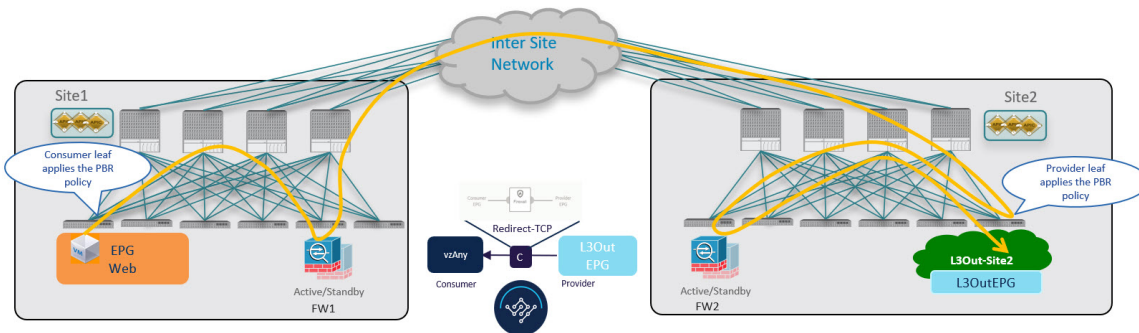 Inter Site
Network
Site1
Site2
Consumer leaf
applies the PBR
policy
Provider leaf
applies the PBR
policy
Consumer
Provider
Firewall
Redirect-TCP
VM
EPG
Web
Active/Standby
FW1
vzAny
C
L3Out
EPG
Consumer
Provider
Active/Standby
FW2
L3Out-Site2
L3OutEPG